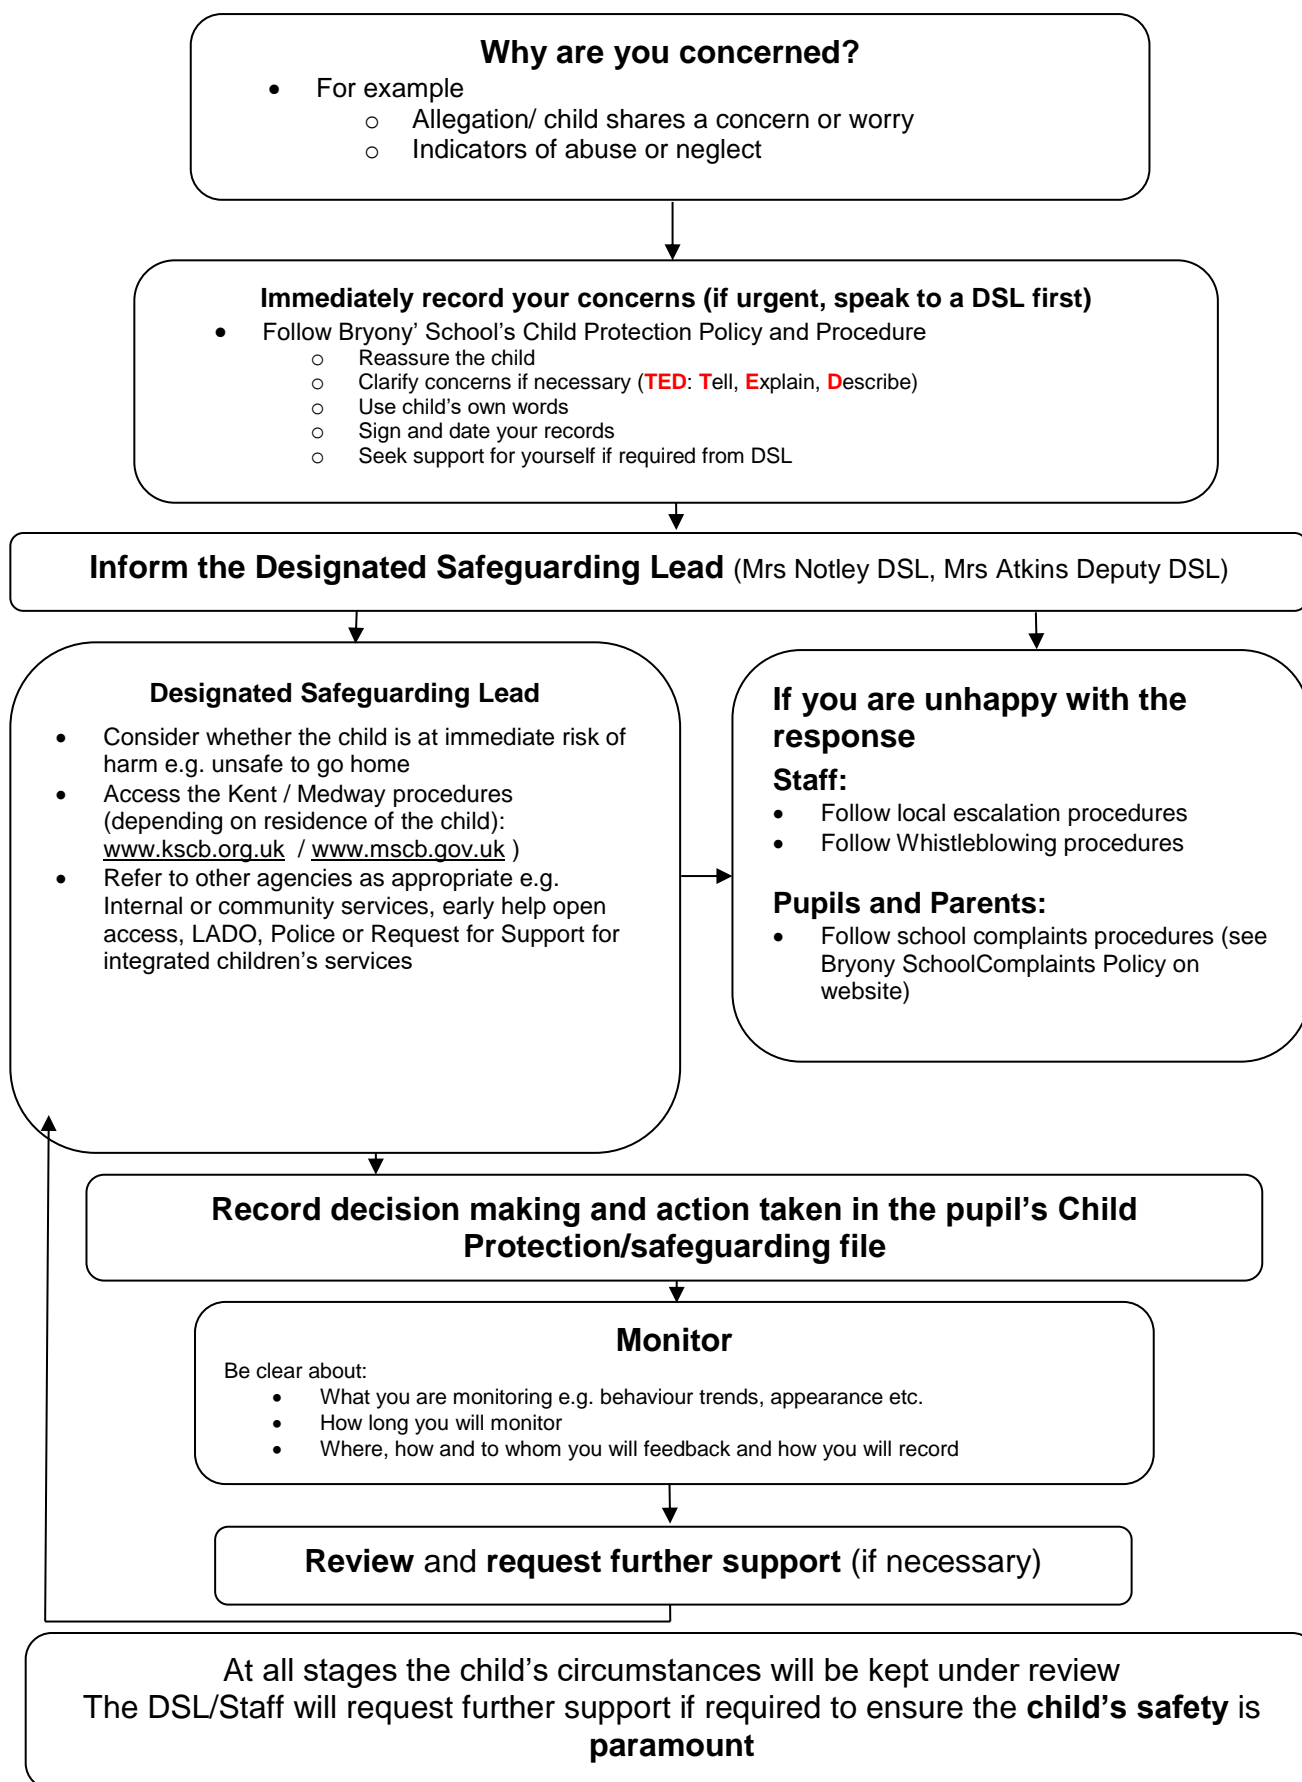 Why are you concerned?
• For example
o Allegation/ child shares a concern or worry
o Indicators of abuse or neglect
Immediately record your concerns (if urgent, speak to a DSL first)
• Follow Bryony’ School’s Child Protection Policy and Procedure
o Reassure the child
o Clarify concerns if necessary (TED: Tell, Explain, Describe)
o Use child’s own words
o Sign and date your records
o Seek support for yourself if required from DSL
Inform the Designated Safeguarding Lead (Mrs Notley DSL, Mrs Atkins Deputy DSL)
Designated Safeguarding Lead
• Consider whether the child is at immediate risk of
harm e.g. unsafe to go home
• Access the Kent / Medway procedures
(depending on residence of the child):
www.kscb.org.uk / www.mscb.gov.uk )
• Refer to other agencies as appropriate e.g.
Internal or community services, early help open
access, LADO, Police or Request for Support for
integrated children’s services
If you are unhappy with the
response
Staff:
• Follow local escalation procedures
• Follow Whistleblowing procedures
Pupils and Parents:
• Follow school complaints procedures (see
Bryony SchoolComplaints Policy on
website)
Record decision making and action taken in the pupil’s Child
Protection/safeguarding file
Monitor
Be clear about:
• What you are monitoring e.g. behaviour trends, appearance etc.
• How long you will monitor
• Where, how and to whom you will feedback and how you will record
Review and request further support (if necessary)
At all stages the child’s circumstances will be kept under review
The DSL/Staff will request further support if required to ensure the child’s safety is
paramount